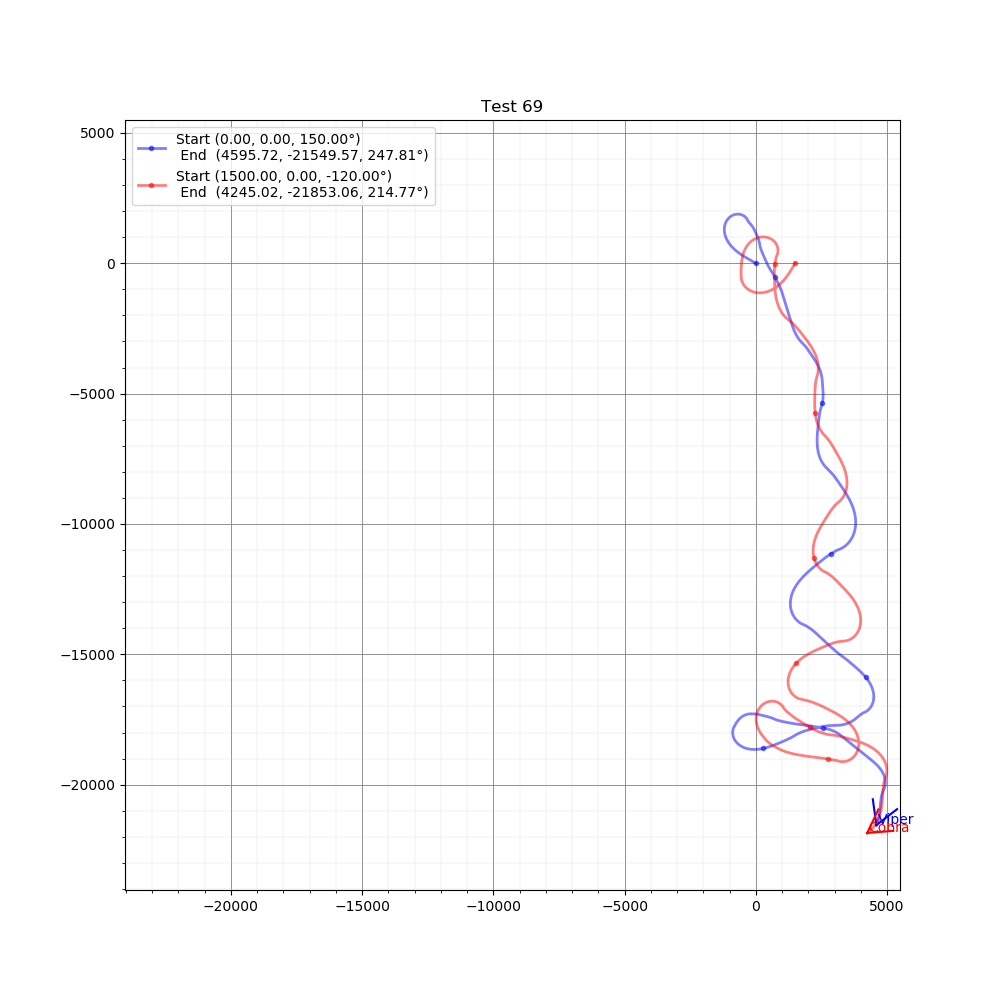 Test 69
Start (0.00, 0.00, 150.00°)
End (4595.72, -21549.57, 247.81°)
Start (1500.00, 0.00, -120.00°)
End (4245.02, -21853.06, 214.77°)
5000
0
−5000
−10000
−15000
−20000
Viper
Cobra
−20000
−15000
−10000
−5000
0
5000